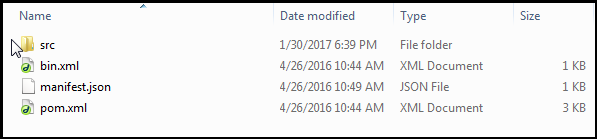 Name Date modified Type Size
src 1/30/2017 6:39 PM File folder
bin.xml 4/26/2016 10:44 AM XML Document 1 KB
manifest.json 4/26/2016 10:49 AM JSON File 1 KB
pom.xml 4/26/2016 10:44 AM XML Document 3 KB